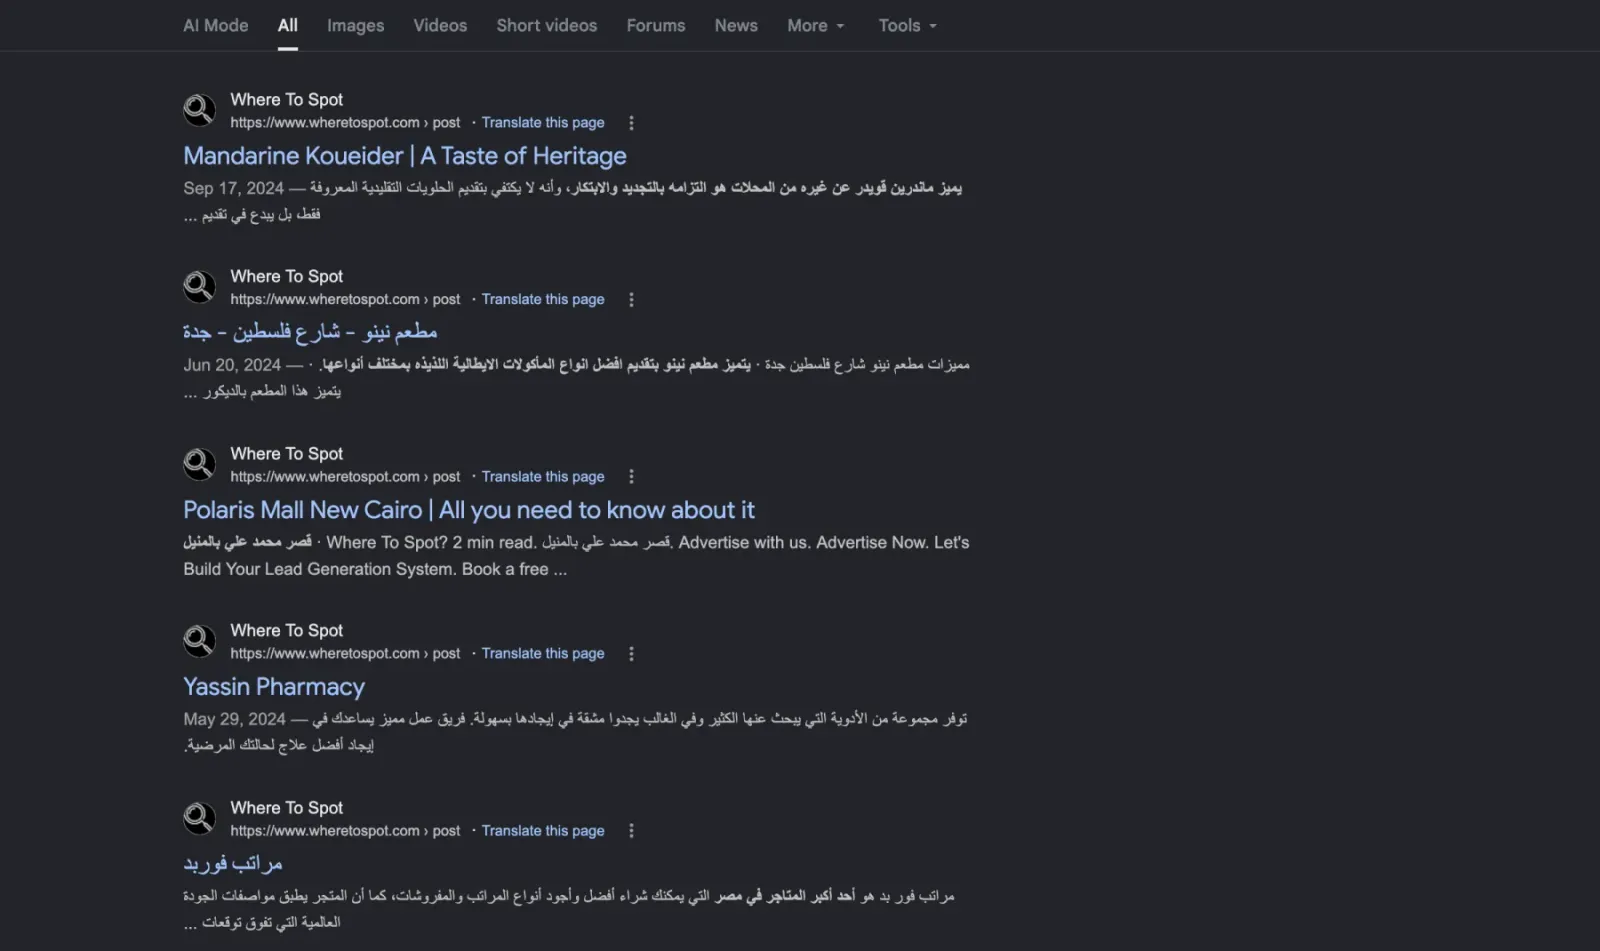 AI Mode All Images Videos Short videos Forums News More Tools
Where To Spot
https://www.wheretospot.com › post · Translate this page
Mandarine Koueider | A Taste of Heritage
Sep 17, 2024 — يميز ماندرين قويدر عن غيره من المحلات هو التزامه بالتجديد والابتكار، وأنه لا يكتفي بتقديم الحلويات التقليدية المعروفة
فقط، بل يبدع في تقديم ...
Where To Spot
https://www.wheretospot.com › post · Translate this page
مطعم نينو – شارع فلسطين – جدة
Jun 20, 2024 — مميزات مطعم نينو شارع فلسطين جدة · يتميز مطعم نينو بتقديم افضل انواع المأكولات الايطالية اللذيذه بمختلف أنواعها. ·
يتميز هذا المطعم بالديكور ...
Where To Spot
https://www.wheretospot.com › post · Translate this page
Polaris Mall New Cairo | All you need to know about it
قصر محمد علي بالمنيل · Where To Spot? 2 min read. قصر محمد علي بالمنيل. Advertise with us. Advertise Now. Let's
Build Your Lead Generation System. Book a free ...
Where To Spot
https://www.wheretospot.com › post · Translate this page
Yassin Pharmacy
May 29, 2024 — توفر مجموعة من الأدوية التي يبحث عنها الكثير وفي الغالب يجدوا مشقة في إيجادها بسهولة. فريق عمل مميز يساعدك في
إيجاد أفضل علاج لحالتك المرضية.
Where To Spot
https://www.wheretospot.com › post · Translate this page
مراتب فوربد
مراتب فور بد هو أحد أكبر المتاجر في مصر التي يمكنك شراء أفضل وأجود أنواع المراتب والمفروشات، كما أن المتجر يطبق مواصفات الجودة
العالمية التي تفوق توقعات ...